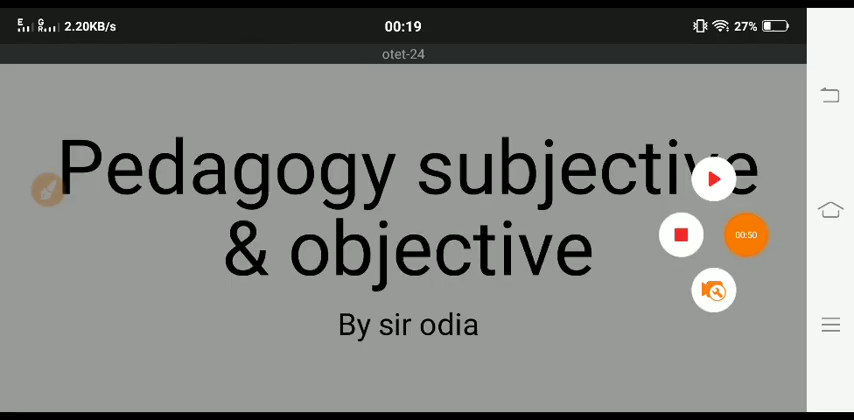 E G R 2.20KB/s 00:19 27%
otet-24
Pedagogy subjective
& objective
00:50
By sir odia